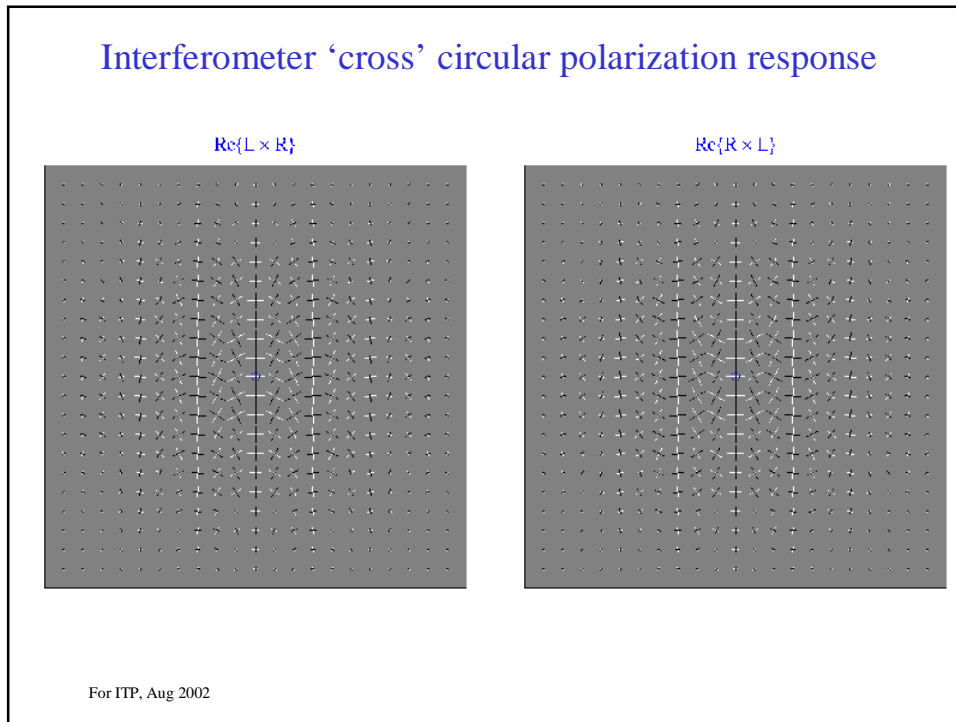 Interferometer ‘cross’ circular polarization response
Re{L × R}
Re{R × L}
For ITP, Aug 2002